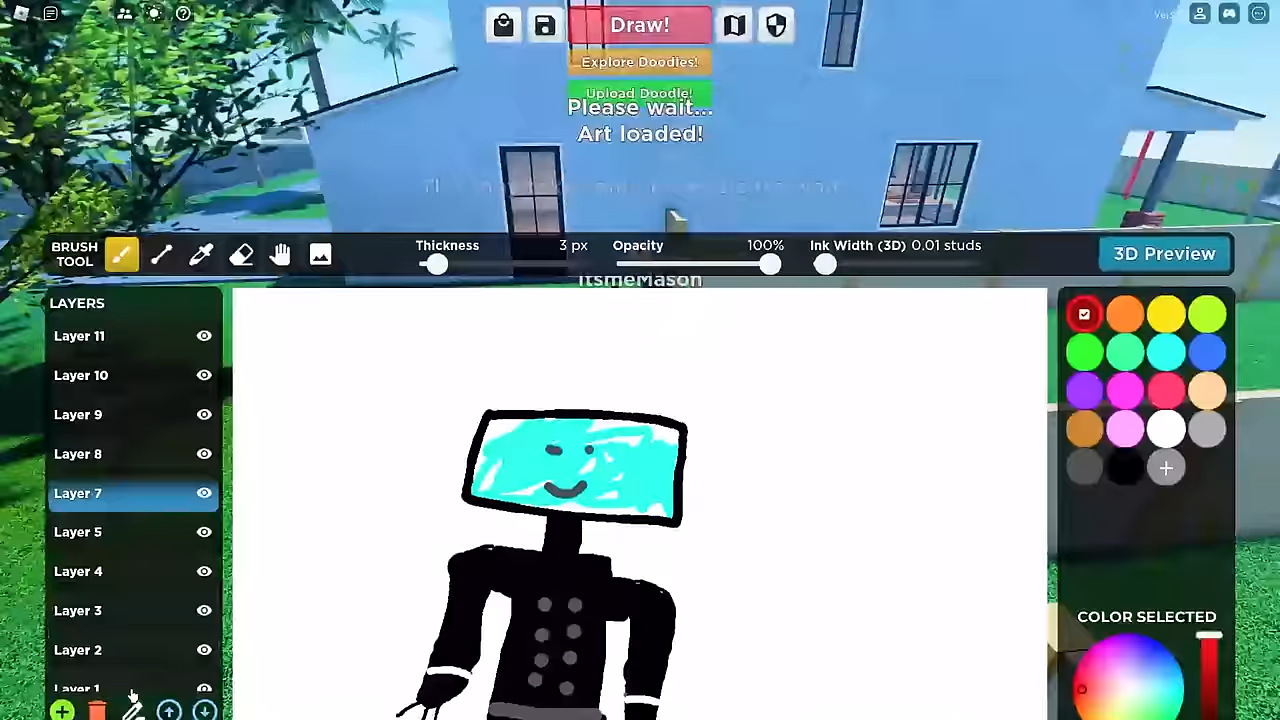 Draw!
Explore Doodles!
Upload Doodle!
Please wait...
Art loaded!
BRUSH
TOOL
Thickness
3 px
Opacity
100%
Ink Width (3D) 0.01 studs
3D Preview
ItsmeMason
LAYERS
Layer 11
Layer 10
Layer 9
Layer 8
Layer 7
Layer 5
Layer 4
Layer 3
Layer 2
Layer 1
COLOR SELECTED